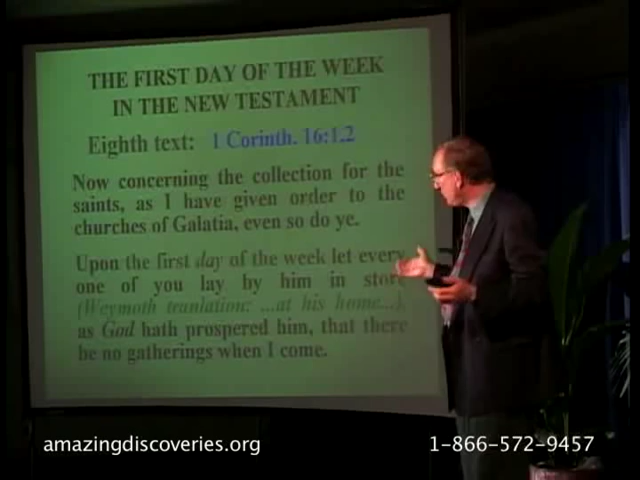 THE FIRST DAY OF THE WEEK
IN THE NEW TESTAMENT
Eighth text: 1 Corinth. 16:1,2
Now concerning the collection for the
saints, as I have given order to the
churches of Galatia, even so do ye.
Upon the first day of the week let every
one of you lay by him in store
(Weymoth tranlation: ...at his home...),
as God hath prospered him, that there
be no gatherings when I come.
amazingdiscoveries.org 1-866-572-9457